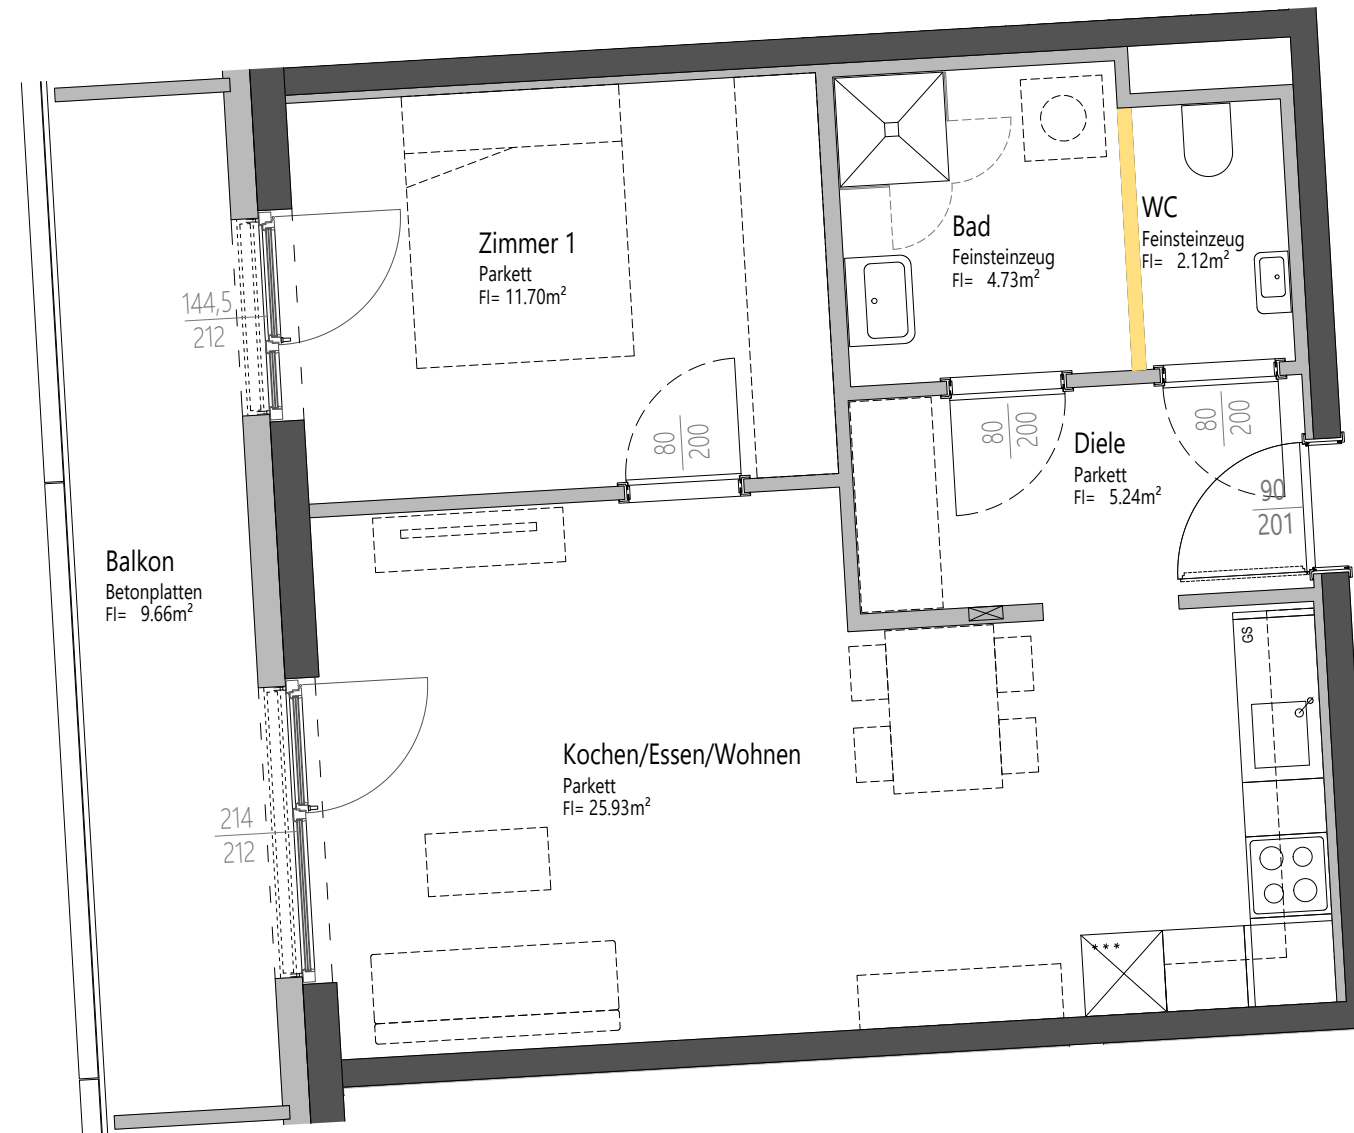 Zimmer 1
Parkett
Fl= 11.70m²
Bad
Feinsteinzeug
Fl= 4.73m²
WC
Feinsteinzeug
Fl= 2.12m²
144,5
212
80
200
80
200
80
200
Diele
Parkett
Fl= 5.24m²
90
201
Balkon
Betonplatten
Fl= 9.66m²
GS
Kochen/Essen/Wohnen
Parkett
Fl= 25.93m²
214
212
***